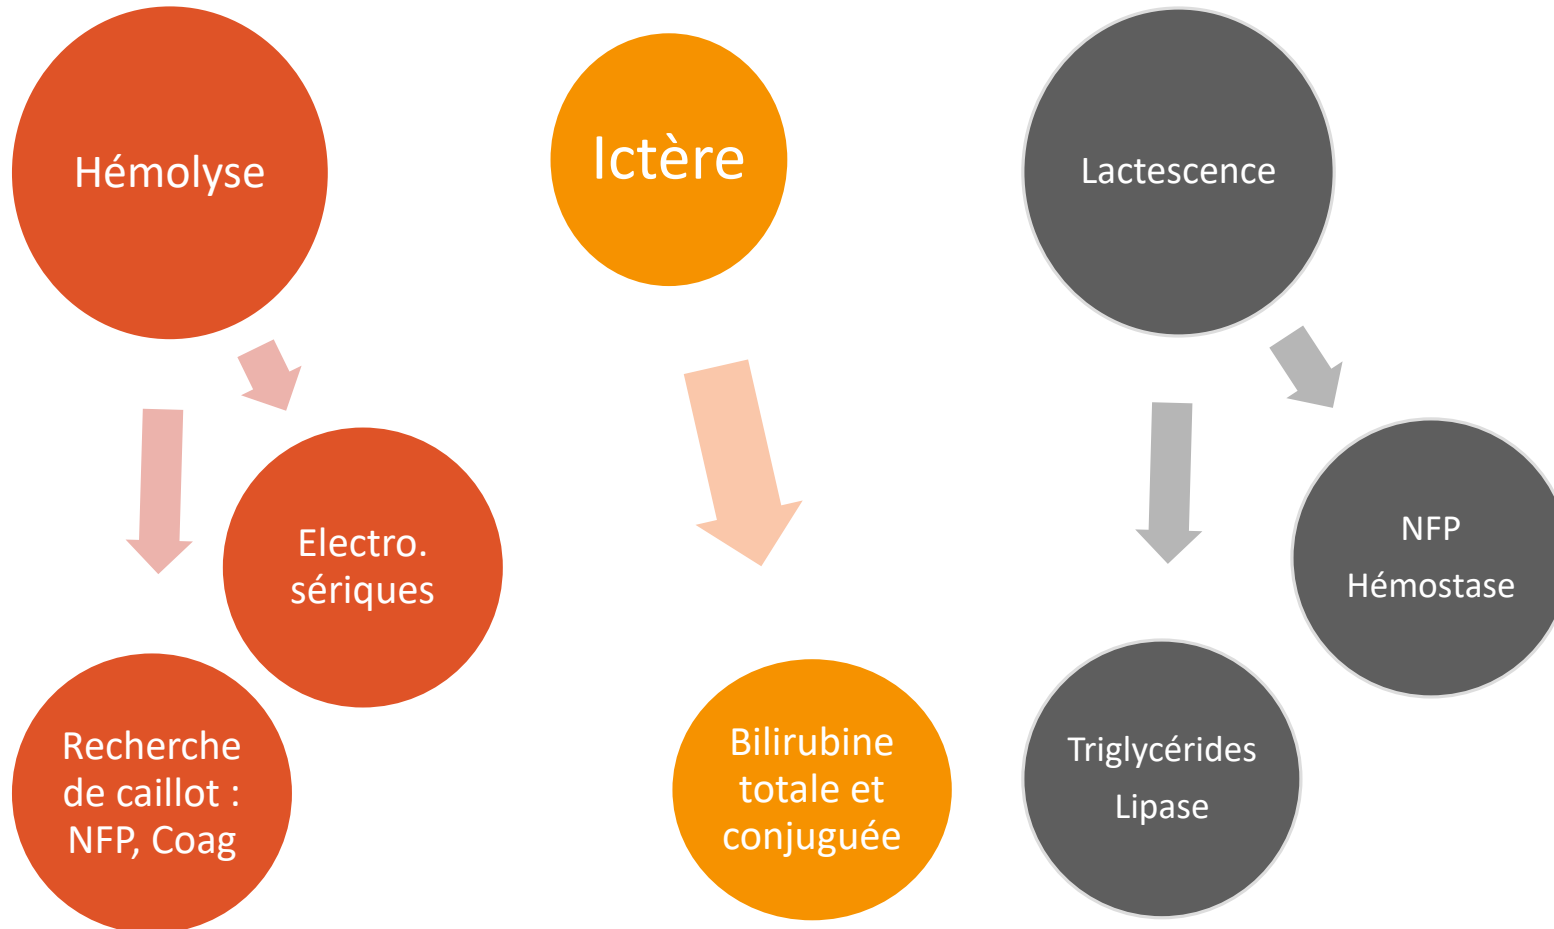 Hémolyse
Electro.
sériques
Recherche
de caillot :
NFP, Coag
Ictère
Bilirubine
totale et
conjuguée
Lactescence
NFP
Hémostase
Triglycérides
Lipase